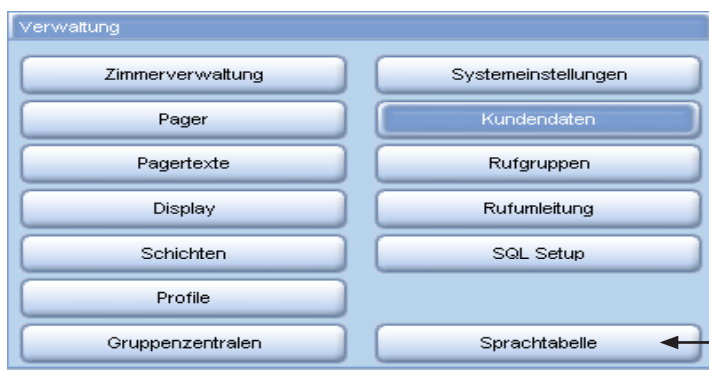 Verwaltung
Zimmerverwaltung
Systemeinstellungen
Pager
Kundendaten
Pagertexte
Rufgruppen
Display
Rufumleitung
Schichten
SQL Setup
Profile
Gruppenzentralen
Sprachtabelle